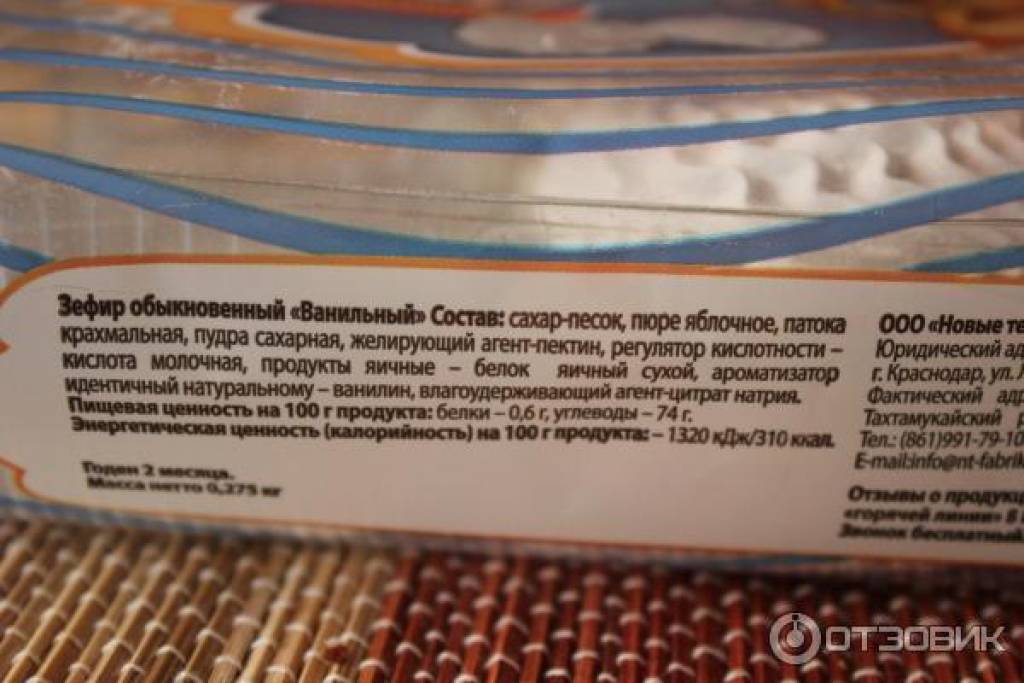 Зефир обыкновенный «Ванильный» Состав: сахар-песок, пюре яблочное, патока
крахмальная, пудра сахарная, желирующий агент-пектин, регулятор кислотности –
кислота молочная, продукты яичные – белок яичный сухой, ароматизатор
идентичный натуральному – ванилин, влагоудерживающий агент-цитрат натрия.
Пищевая ценность на 100 г продукта: белки – 0,6 г, углеводы – 74 г.
Энергетическая ценность (калорийность) на 100 г продукта: – 1320 кДж/310 ккал.
Годен 2 месяца.
Масса нетто 0,275 кг
ООО «Новые те
Юридический ад
г. Краснодар, ул.
Фактический адр
Тахтамукайский р
Тел.: (861)991-79-10
E-mail:info@nt-fabrik
Отзывы о продукц
«горячей линии» 8
Звонок бесплатный.
ОТЗОВИК